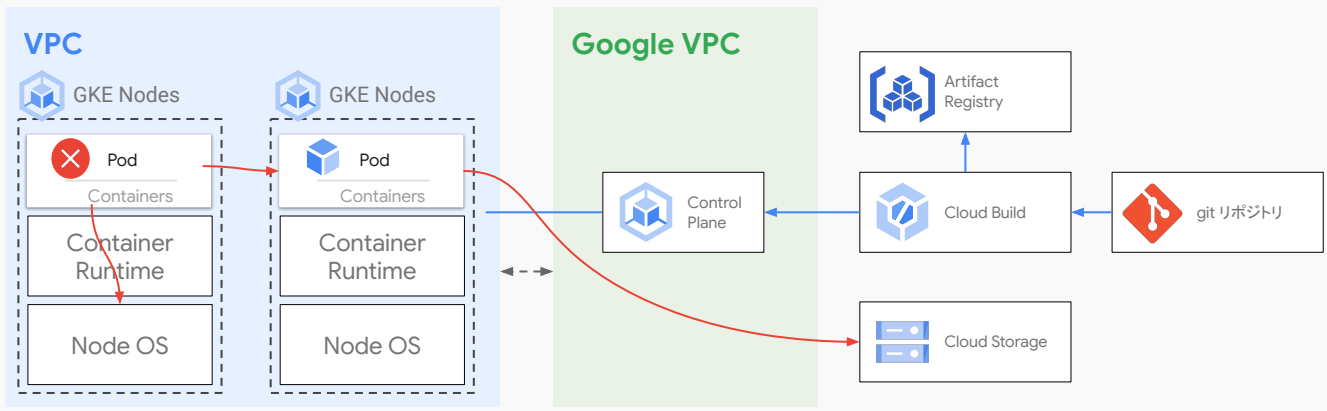 VPC
GKE Nodes
Pod
Containers
Container
Runtime
Node OS
GKE Nodes
Pod
Containers
Container
Runtime
Node OS
Google VPC
Control
Plane
Artifact
Registry
Cloud Build
git リポジトリ
Cloud Storage